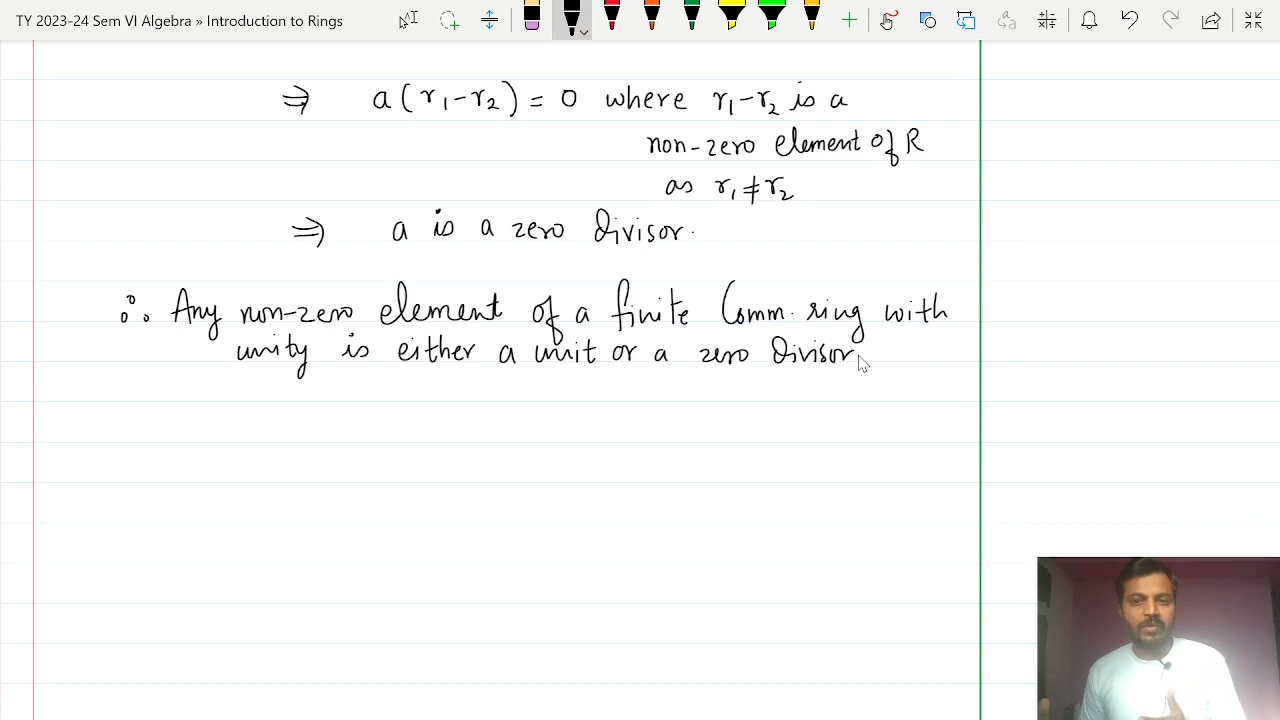 TY 2023-24 Sem VI Algebra » Introduction to Rings
⇒ a(r₁-r₂) = 0 where r₁-r₂ is a
non-zero element of R
as r₁≠r₂
⇒ a is a zero divisor.
∴ Any non-zero element of a finite Comm. ring with
unity is either a unit or a zero divisor